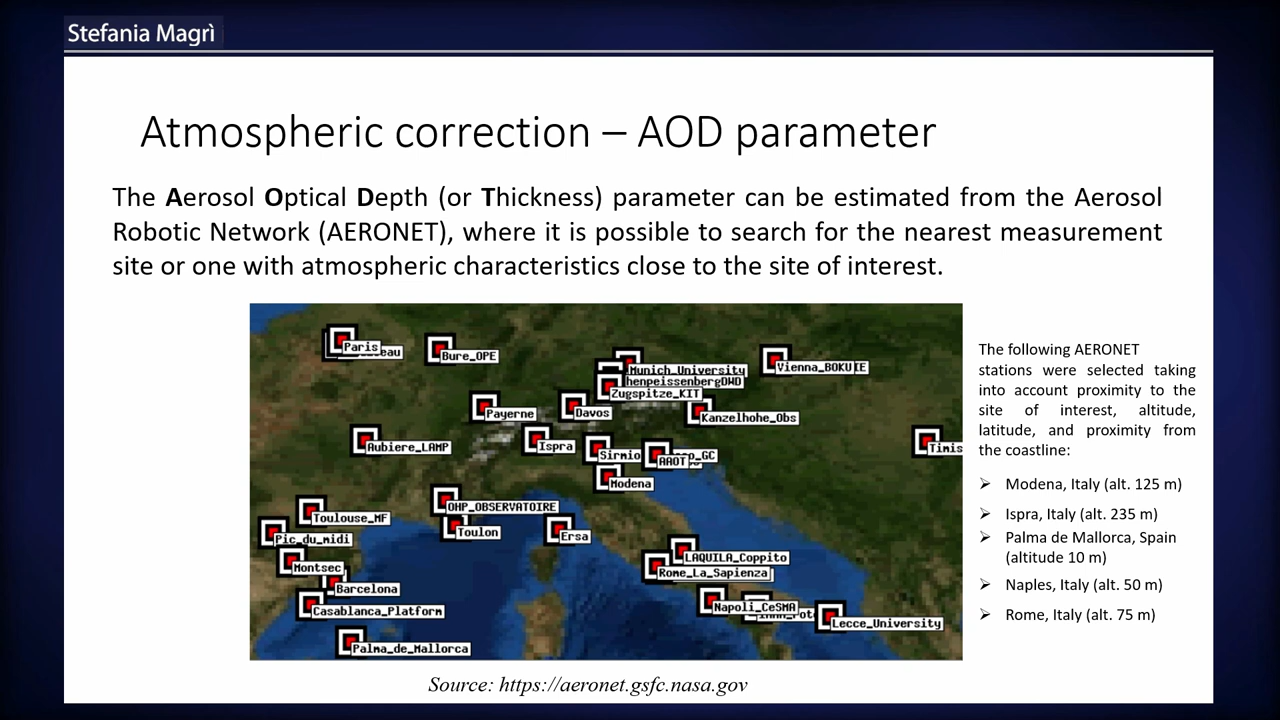 Stefania Magrì
Atmospheric correction – AOD parameter
The Aerosol Optical Depth (or Thickness) parameter can be estimated from the Aerosol
Robotic Network (AERONET), where it is possible to search for the nearest measurement
site or one with atmospheric characteristics close to the site of interest.
Paris
eau
Bure_OPE
Munich_University
henpeissenbergDWD
Zugspitze_KIT
Vienna_BOKU
Payerne
Davos
Kanzelhohe_Obs
Aubiere_LAMP
Ispra
Sirmio
AAOT
Timis
Modena
OHP_OBSERVATOIRE
Toulouse_MF
Toulon
Ersa
Pic_du_midi
LAQUILA_Coppito
Montsec
Rome_La_Sapienza
Barcelona
Casablanca_Platform
Napoli_CeSMA
Lecce_University
Palma_de_Mallorca
The following AERONET
stations were selected taking
into account proximity to the
site of interest, altitude,
latitude, and proximity from
the coastline:
➢ Modena, Italy (alt. 125 m)
➢ Ispra, Italy (alt. 235 m)
➢ Palma de Mallorca, Spain
(altitude 10 m)
➢ Naples, Italy (alt. 50 m)
➢ Rome, Italy (alt. 75 m)
Source: https://aeronet.gsfc.nasa.gov